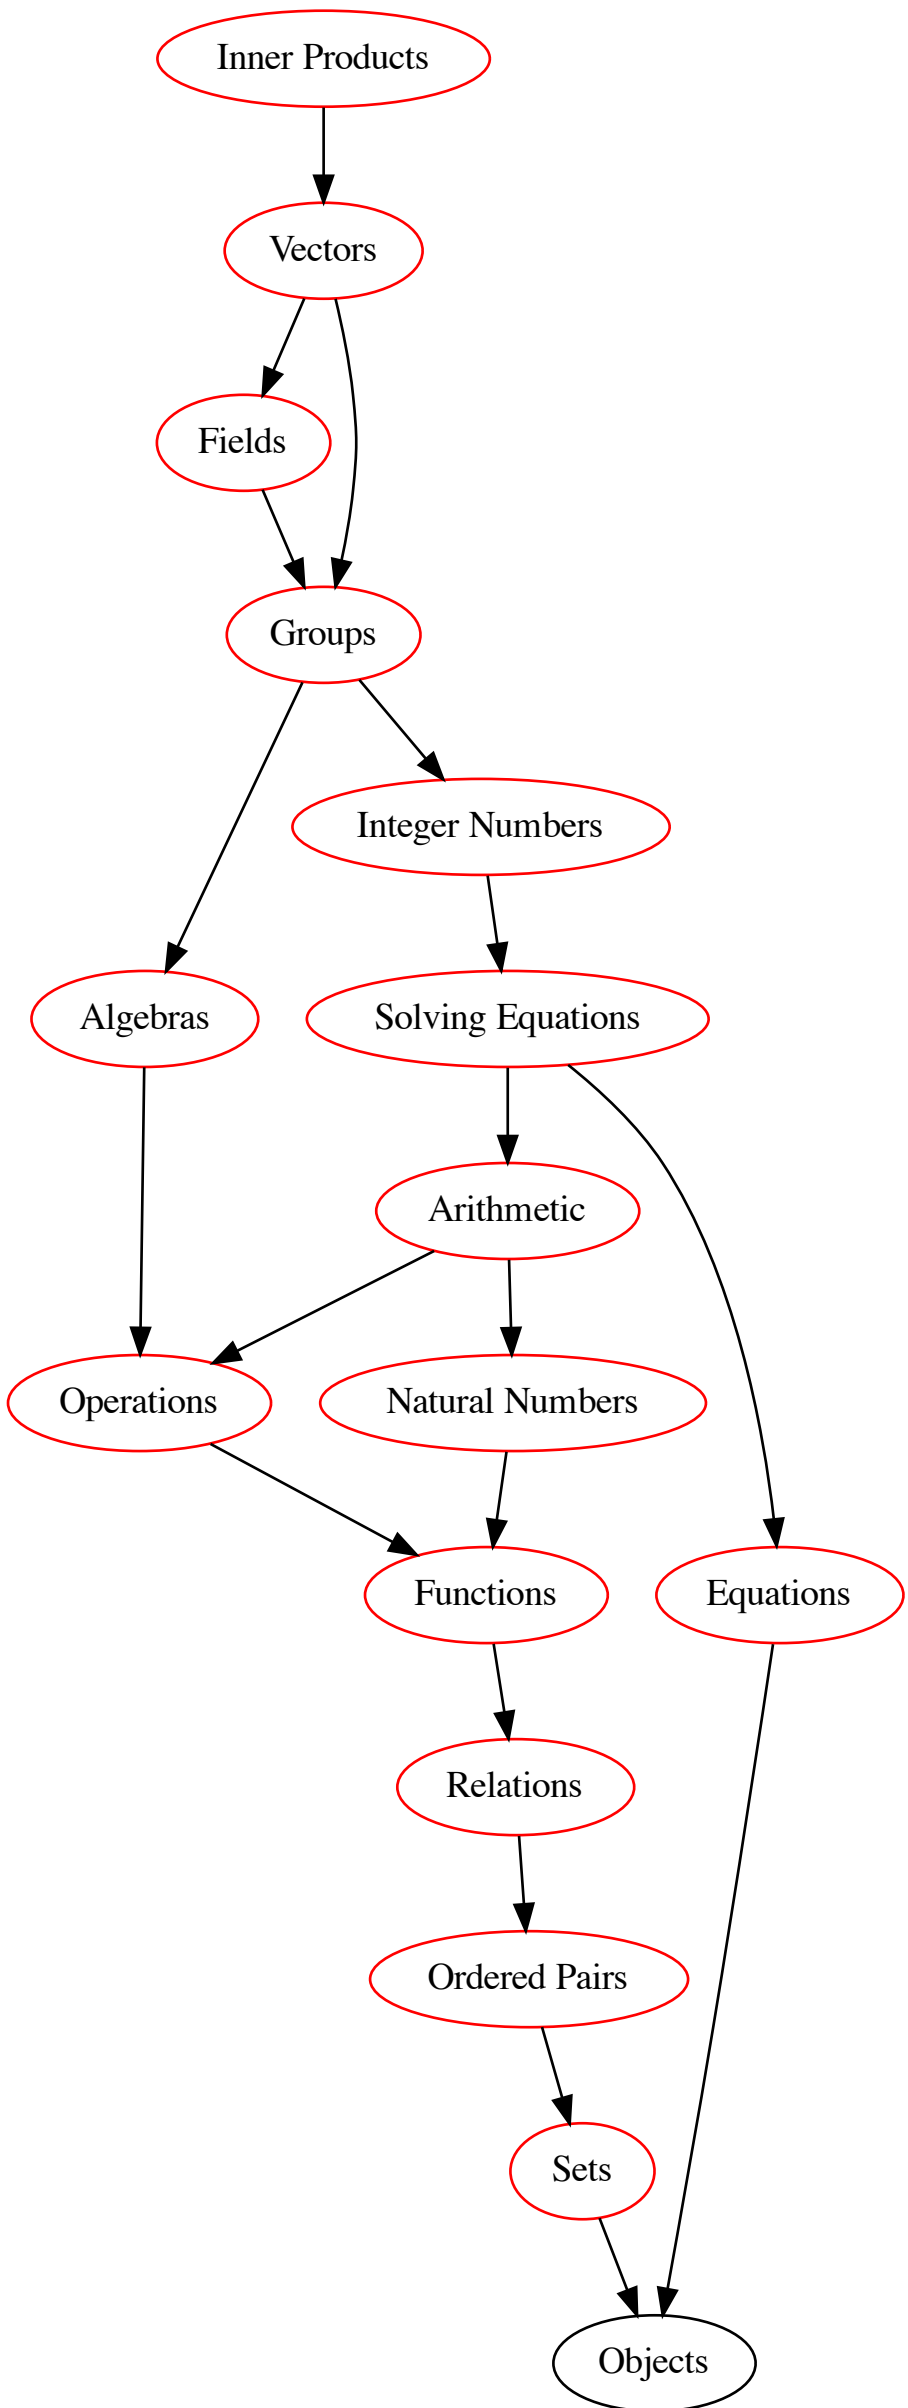 Inner Products
Vectors
Fields
Groups
Integer Numbers
Algebras
Solving Equations
Arithmetic
Operations
Natural Numbers
Functions
Equations
Relations
Ordered Pairs
Sets
Objects